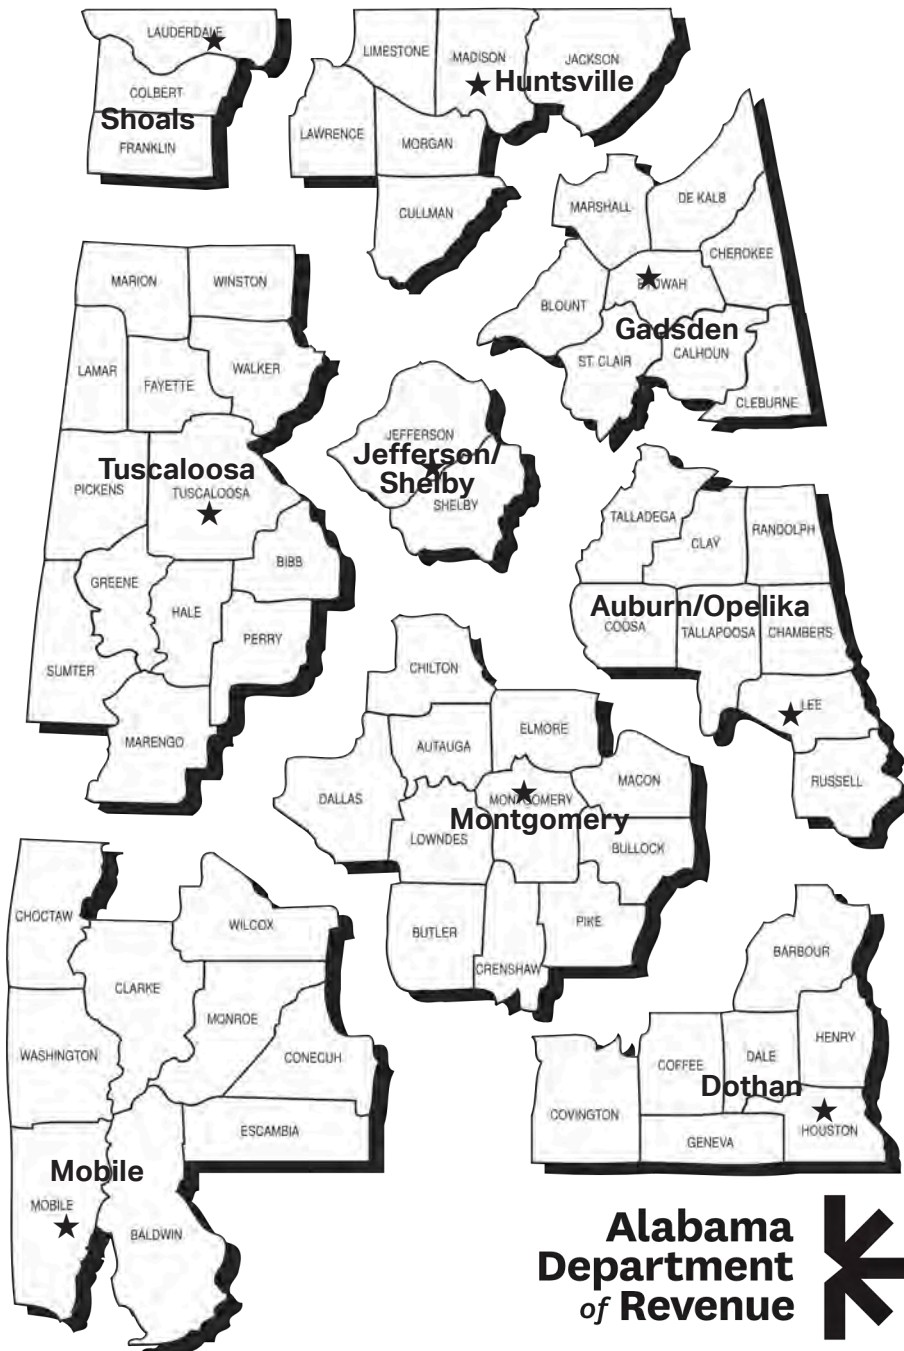 LAUDERDALE
COLBERT
Shoals
FRANKLIN
LIMESTONE
MADISON
JACKSON
Huntsville
LAWRENCE
MORGAN
CULLMAN
MARSHALL
DE KALB
CHEROKEE
ETOWAH
BLOUNT
Gadsden
ST. CLAIR
CALHOUN
CLEBURNE
MARION
WINSTON
LAMAR
FAYETTE
WALKER
Tuscaloosa
PICKENS
TUSCALOOSA
BIBB
GREENE
HALE
PERRY
SUMTER
MARENGO
JEFFERSON
Jefferson/
Shelby
SHELBY
TALLADEGA
CLAY
RANDOLPH
Auburn/Opelika
COOSA
TALLAPOOSA
CHAMBERS
LEE
RUSSELL
CHILTON
AUTAUGA
ELMORE
DALLAS
MONTGOMERY
MACON
Montgomery
LOWNDES
BULLOCK
BUTLER
PIKE
CRENSHAW
CHOCTAW
WILCOX
CLARKE
MONROE
WASHINGTON
CONECUH
ESCAMBIA
Mobile
MOBILE
BALDWIN
BARBOUR
HENRY
COFFEE
DALE
Dothan
COVINGTON
HOUSTON
GENEVA
Alabama
Department
of Revenue